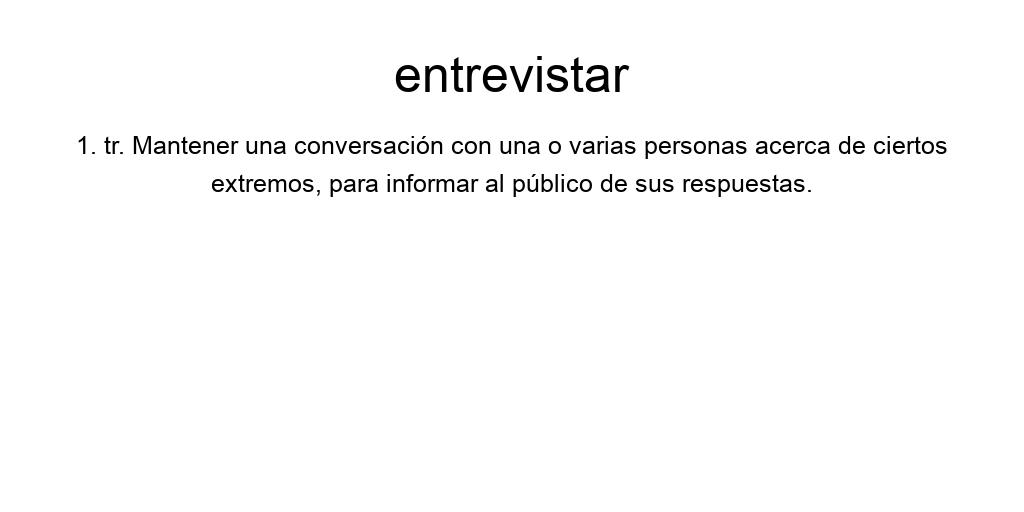 entrevistar
1. tr. Mantener una conversación con una o varias personas acerca de ciertos
extremos, para informar al público de sus respuestas.